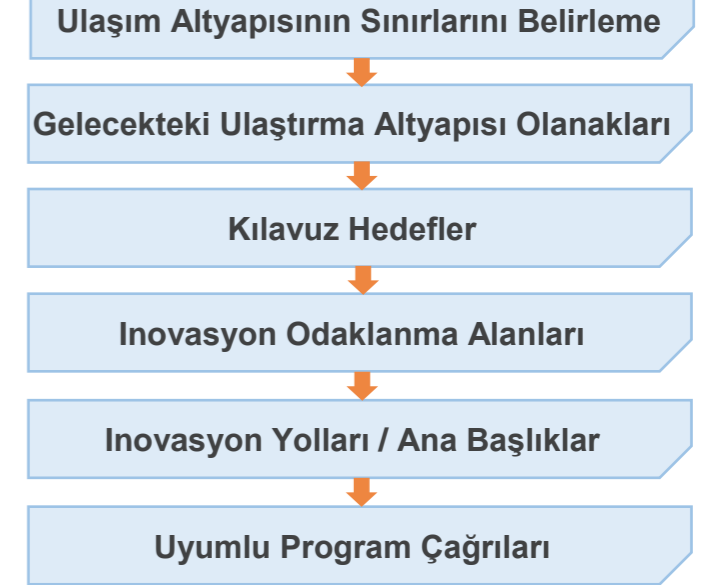 Ulaşım Altyapısının Sınırlarını Belirleme
Gelecekteki Ulaştırma Altyapısı Olanakları
Kılavuz Hedefler
Inovasyon Odaklanma Alanları
Inovasyon Yolları / Ana Başlıklar
Uyumlu Program Çağrıları